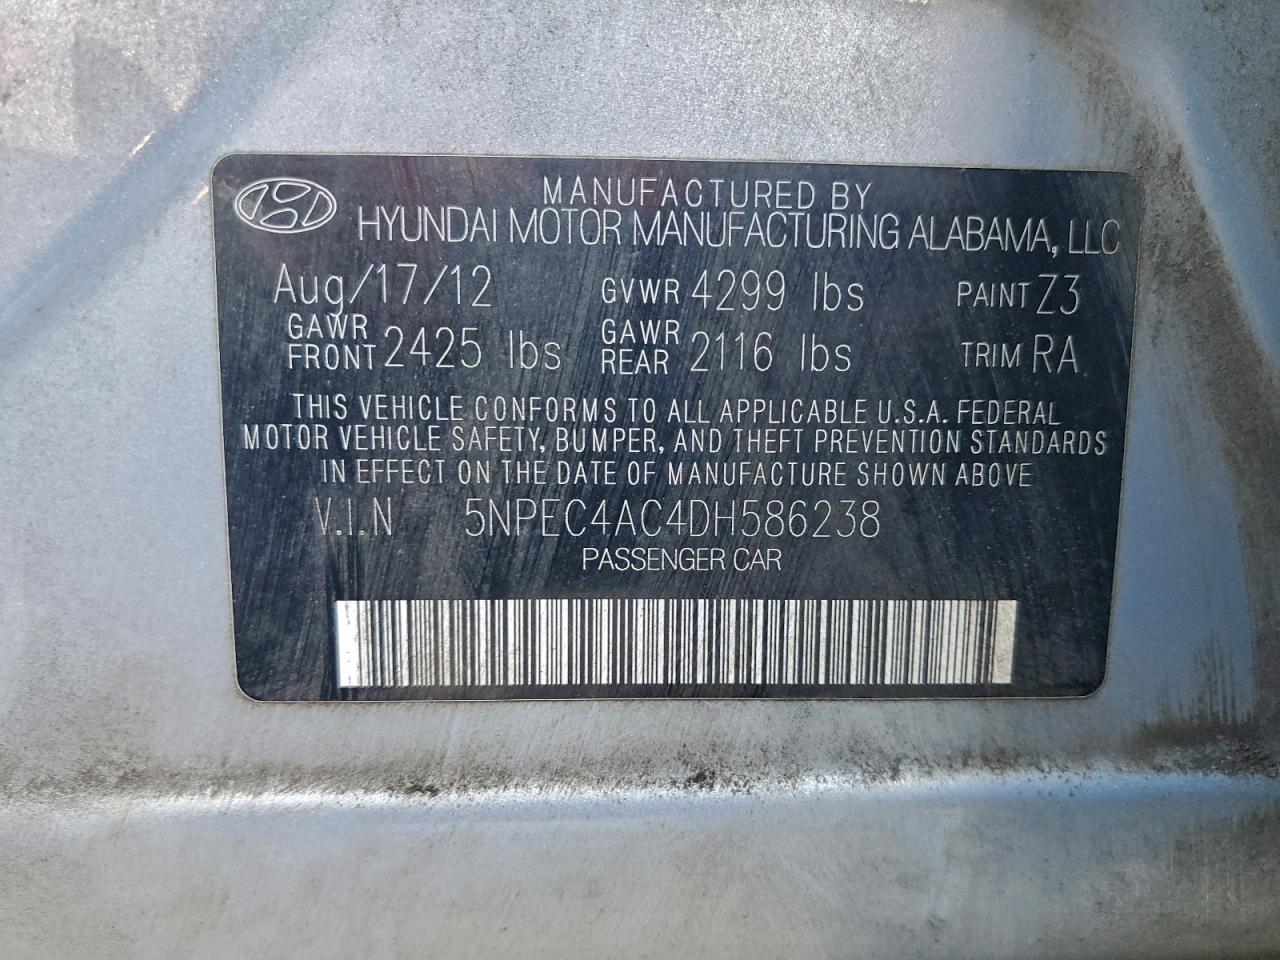 MANUFACTURED BY
HYUNDAI MOTOR MANUFACTURING ALABAMA, LLC
Aug/17/12 GVWR 4299 lbs PAINT Z3
GAWR FRONT 2425 lbs GAWR REAR 2116 lbs TRIM RA
THIS VEHICLE CONFORMS TO ALL APPLICABLE U.S.A. FEDERAL
MOTOR VEHICLE SAFETY, BUMPER, AND THEFT PREVENTION STANDARDS
IN EFFECT ON THE DATE OF MANUFACTURE SHOWN ABOVE
V.I.N 5NPEC4AC4DH586238
PASSENGER CAR